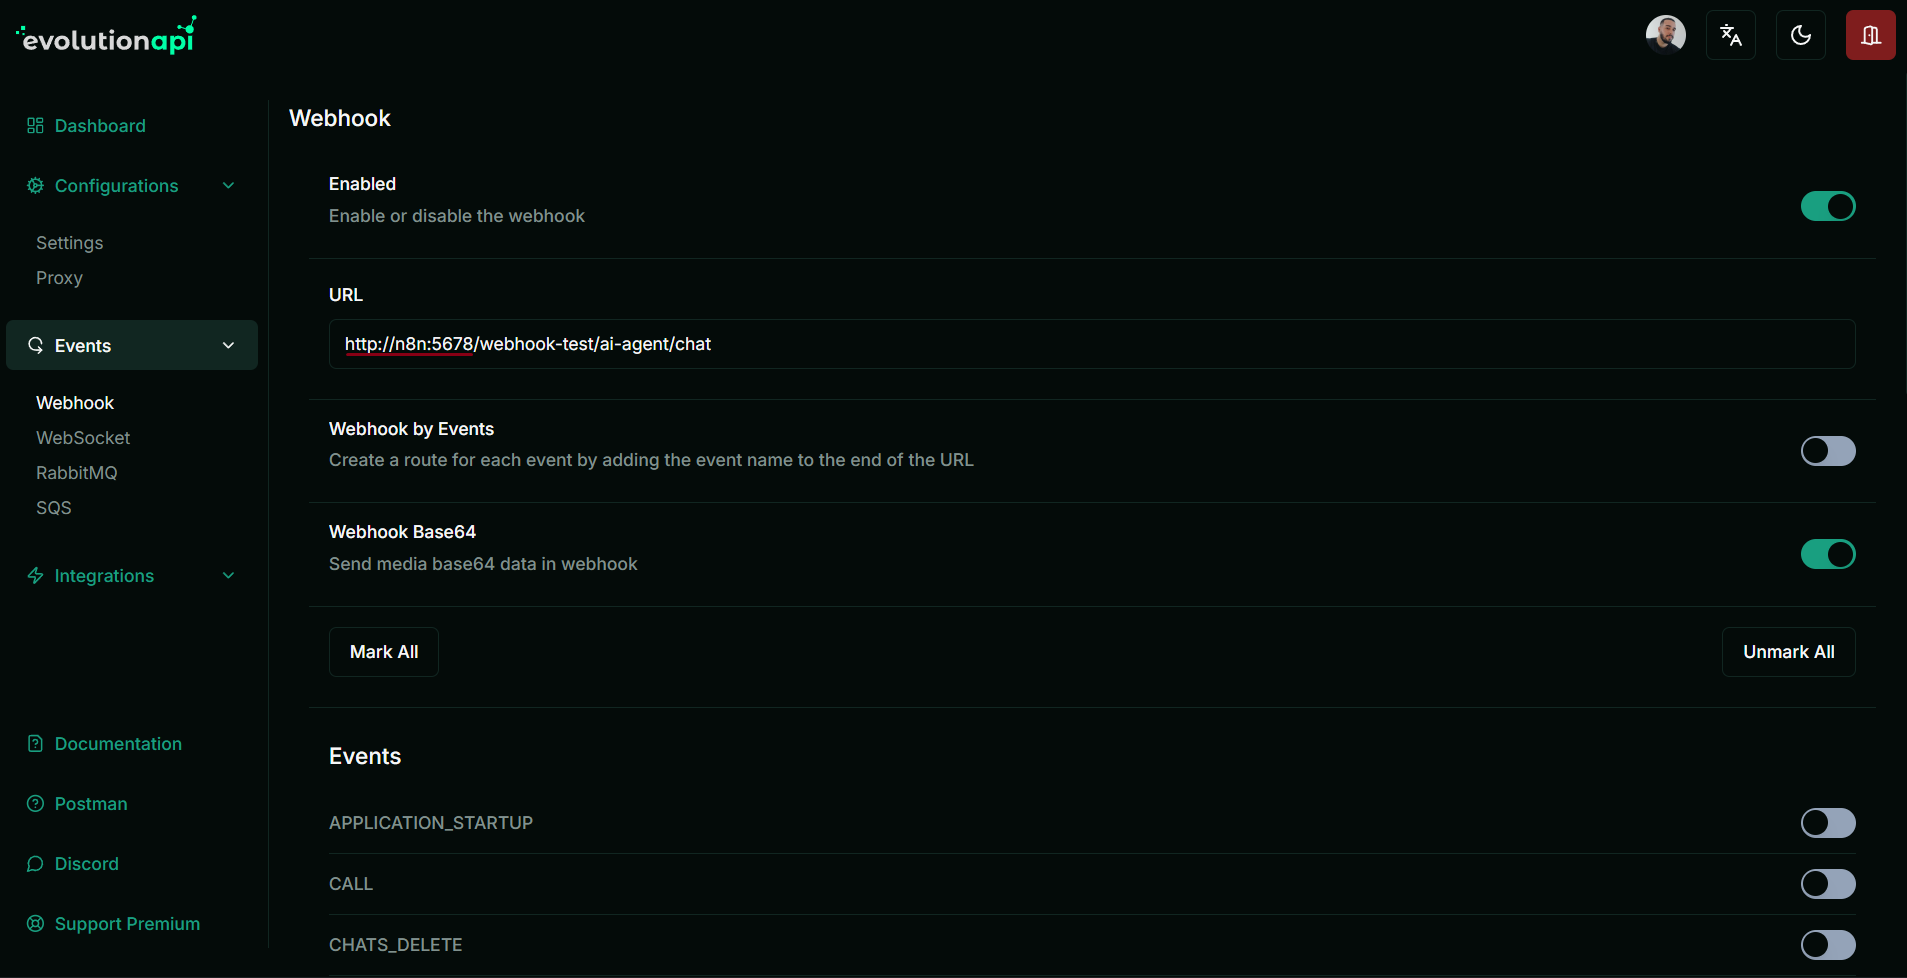 evolutionapi
Dashboard
Configurations
Settings
Proxy
Events
Webhook
WebSocket
RabbitMQ
SQS
Integrations
Documentation
Postman
Discord
Support Premium
Webhook
Enabled
Enable or disable the webhook
URL
http://n8n:5678/webhook-test/ai-agent/chat
Webhook by Events
Create a route for each event by adding the event name to the end of the URL
Webhook Base64
Send media base64 data in webhook
Mark All
Unmark All
Events
APPLICATION_STARTUP
CALL
CHATS_DELETE